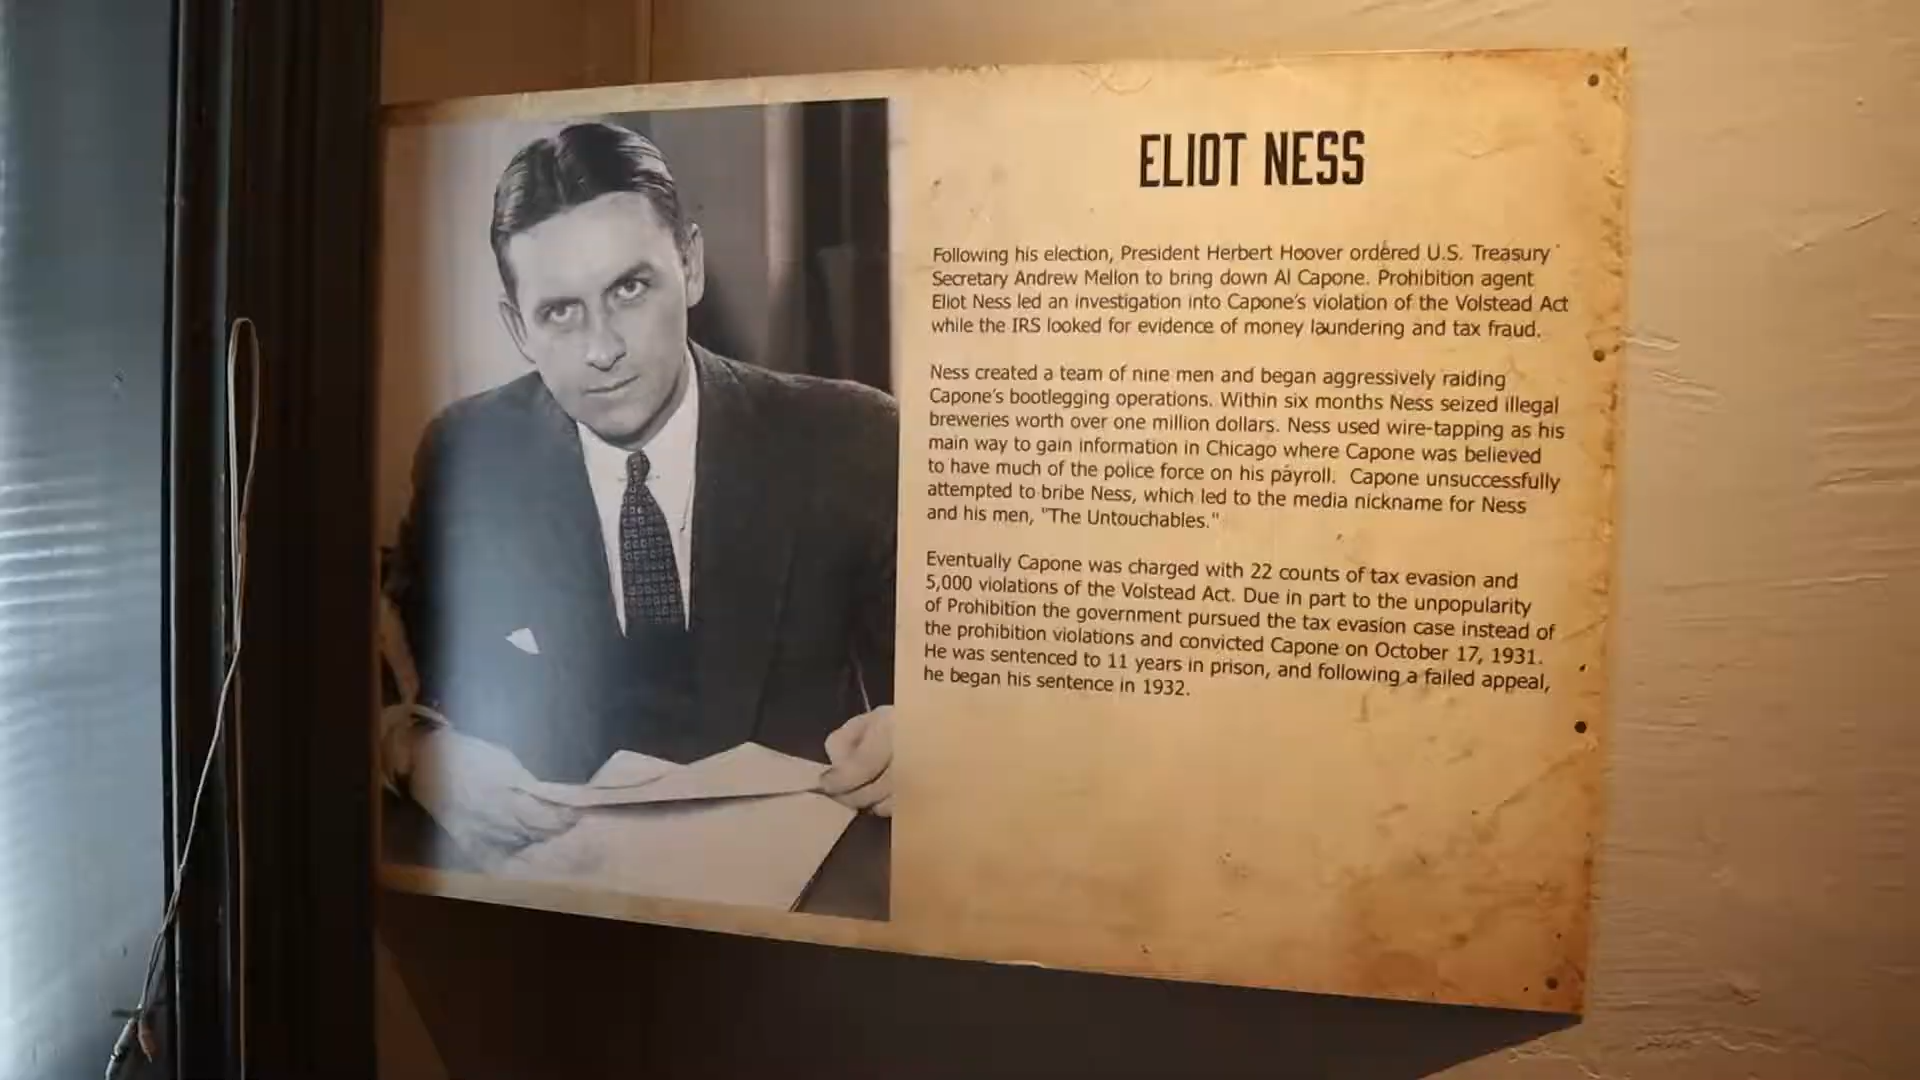 ELIOT NESS
Following his election, President Herbert Hoover ordered U.S. Treasury
Secretary Andrew Mellon to bring down Al Capone. Prohibition agent
Eliot Ness led an investigation into Capone's violation of the Volstead Act
while the IRS looked for evidence of money laundering and tax fraud.
Ness created a team of nine men and began aggressively raiding
Capone's bootlegging operations. Within six months Ness seized illegal
breweries worth over one million dollars. Ness used wire-tapping as his
main way to gain information in Chicago where Capone was believed
to have much of the police force on his payroll. Capone unsuccessfully
attempted to bribe Ness, which led to the media nickname for Ness
and his men, "The Untouchables."
Eventually Capone was charged with 22 counts of tax evasion and
5,000 violations of the Volstead Act. Due in part to the unpopularity
of Prohibition the government pursued the tax evasion case instead of
the prohibition violations and convicted Capone on October 17, 1931.
He was sentenced to 11 years in prison, and following a failed appeal,
he began his sentence in 1932.